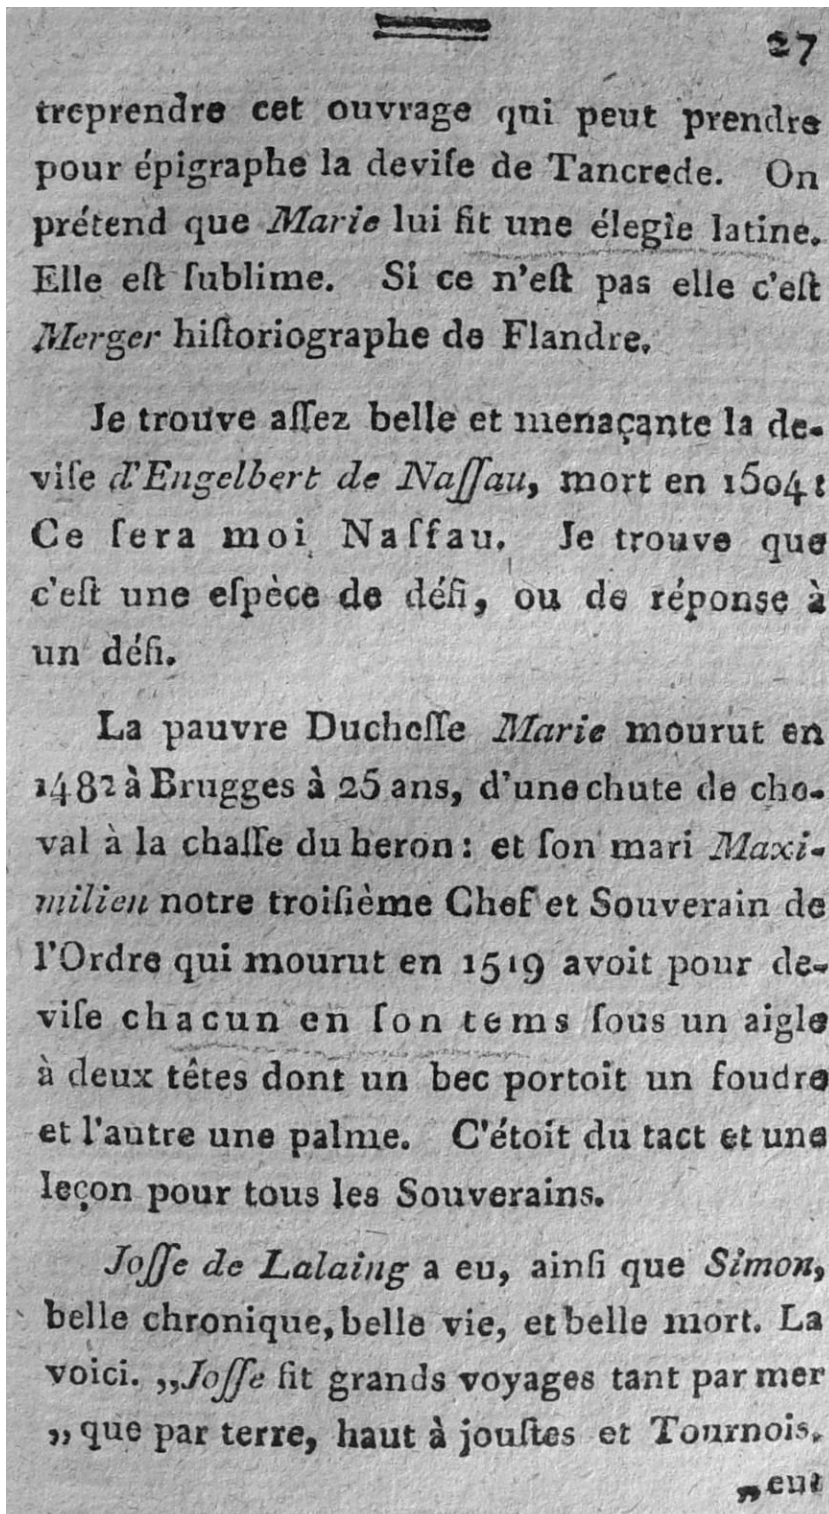 27
treprendre cet ouvrage qui peut prendre
pour épigraphe la deviſe de Tancrede. On
prétend que Marie lui fit une élegie latine.
Elle eſt ſublime. Si ce n'eſt pas elle c'eſt
Merger hiſtoriographe de Flandre.
Je trouve aſſez belle et menaçante la de-
viſe d'Engelbert de Naſſau, mort en 1504:
Ce ſera moi Naſſau. Je trouve que
c'eſt une eſpèce de défi, ou de réponse à
un défi.
La pauvre Ducheſſe Marie mourut en
1482 à Brugges à 25 ans, d'une chute de che-
val à la chaſſe du heron: et ſon mari Maxi-
milien notre troiſième Chef et Souverain de
l'Ordre qui mourut en 1519 avoit pour de-
viſe chacun en ſon tems ſous un aigle
à deux têtes dont un bec portoit un foudre
et l'autre une palme. C'étoit du tact et une
leçon pour tous les Souverains.
Joſſe de Lalaing a eu, ainſi que Simon,
belle chronique, belle vie, et belle mort. La
voici. „Joſſe fit grands voyages tant par mer
„que par terre, haut à jouſtes et Tournois.
„eut